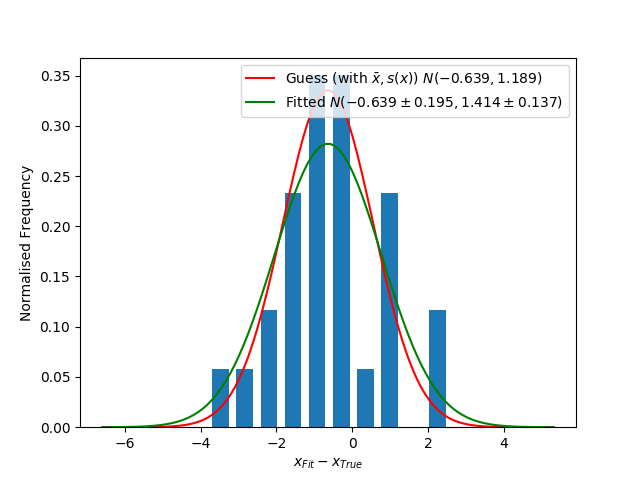 Guess (with x̄, s(x)) N(−0.639, 1.189)
Fitted N(−0.639 ± 0.195, 1.414 ± 0.137)
0.35
0.30
0.25
0.20
0.15
0.10
0.05
0.00
Normalised Frequency
−6 −4 −2 0 2 4
x_Fit − x_True